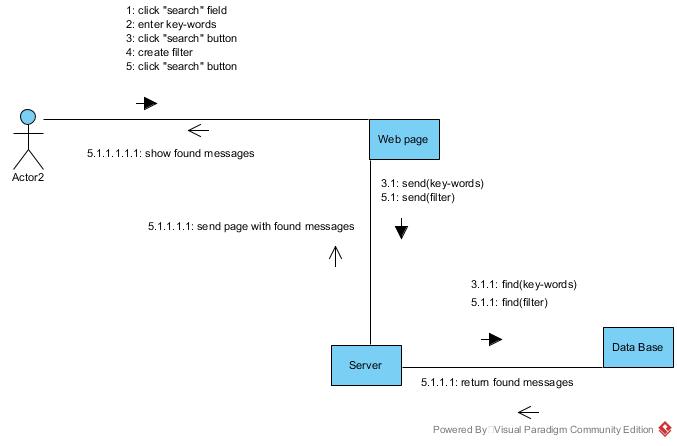 1: click "search" field
2: enter key-words
3: click "search" button
4: create filter
5: click "search" button
Web page
5.1.1.1.1.1: show found messages
Actor2
3.1: send(key-words)
5.1: send(filter)
5.1.1.1.1: send page with found messages
3.1.1: find(key-words)
5.1.1: find(filter)
Data Base
Server
5.1.1.1: return found messages
Powered By Visual Paradigm Community Edition